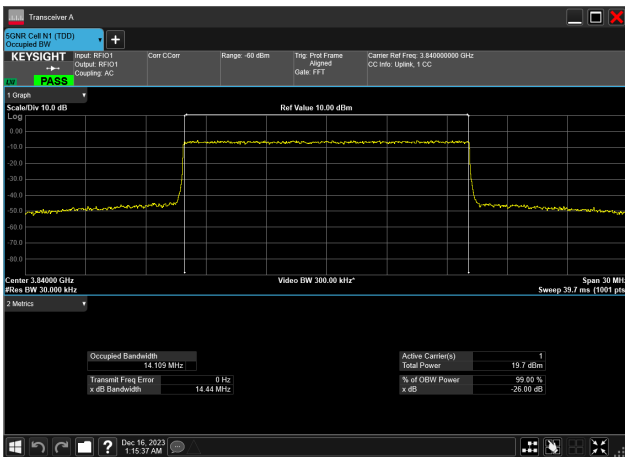 Transceiver A
5GNR Cell N1 (TDD)
Occupied BW
KEYSIGHT
LXI
PASS
Input: RFIO1
Output: RFIO1
Coupling: AC
Corr CCorr
Range: -60 dBm
Trig: Prot Frame
Aligned
Gate: FFT
Carrier Ref Freq: 3.840000000 GHz
CC Info: Uplink, 1 CC
1 Graph
Scale/Div 10.0 dB
Ref Value 10.00 dBm
Log
0.00
-10.0
-20.0
-30.0
-40.0
-50.0
-60.0
-70.0
-80.0
Center 3.84000 GHz
Video BW 300.00 kHz*
Span 30 MHz
#Res BW 30.000 kHz
Sweep 39.7 ms (1001 pts
2 Metrics
Occupied Bandwidth
14.109 MHz
Active Carrier(s) 1
Total Power 19.7 dBm
Transmit Freq Error 0 Hz
x dB Bandwidth 14.44 MHz
% of OBW Power 99.00 %
x dB -26.00 dB
Dec 16, 2023
1:15:37 AM